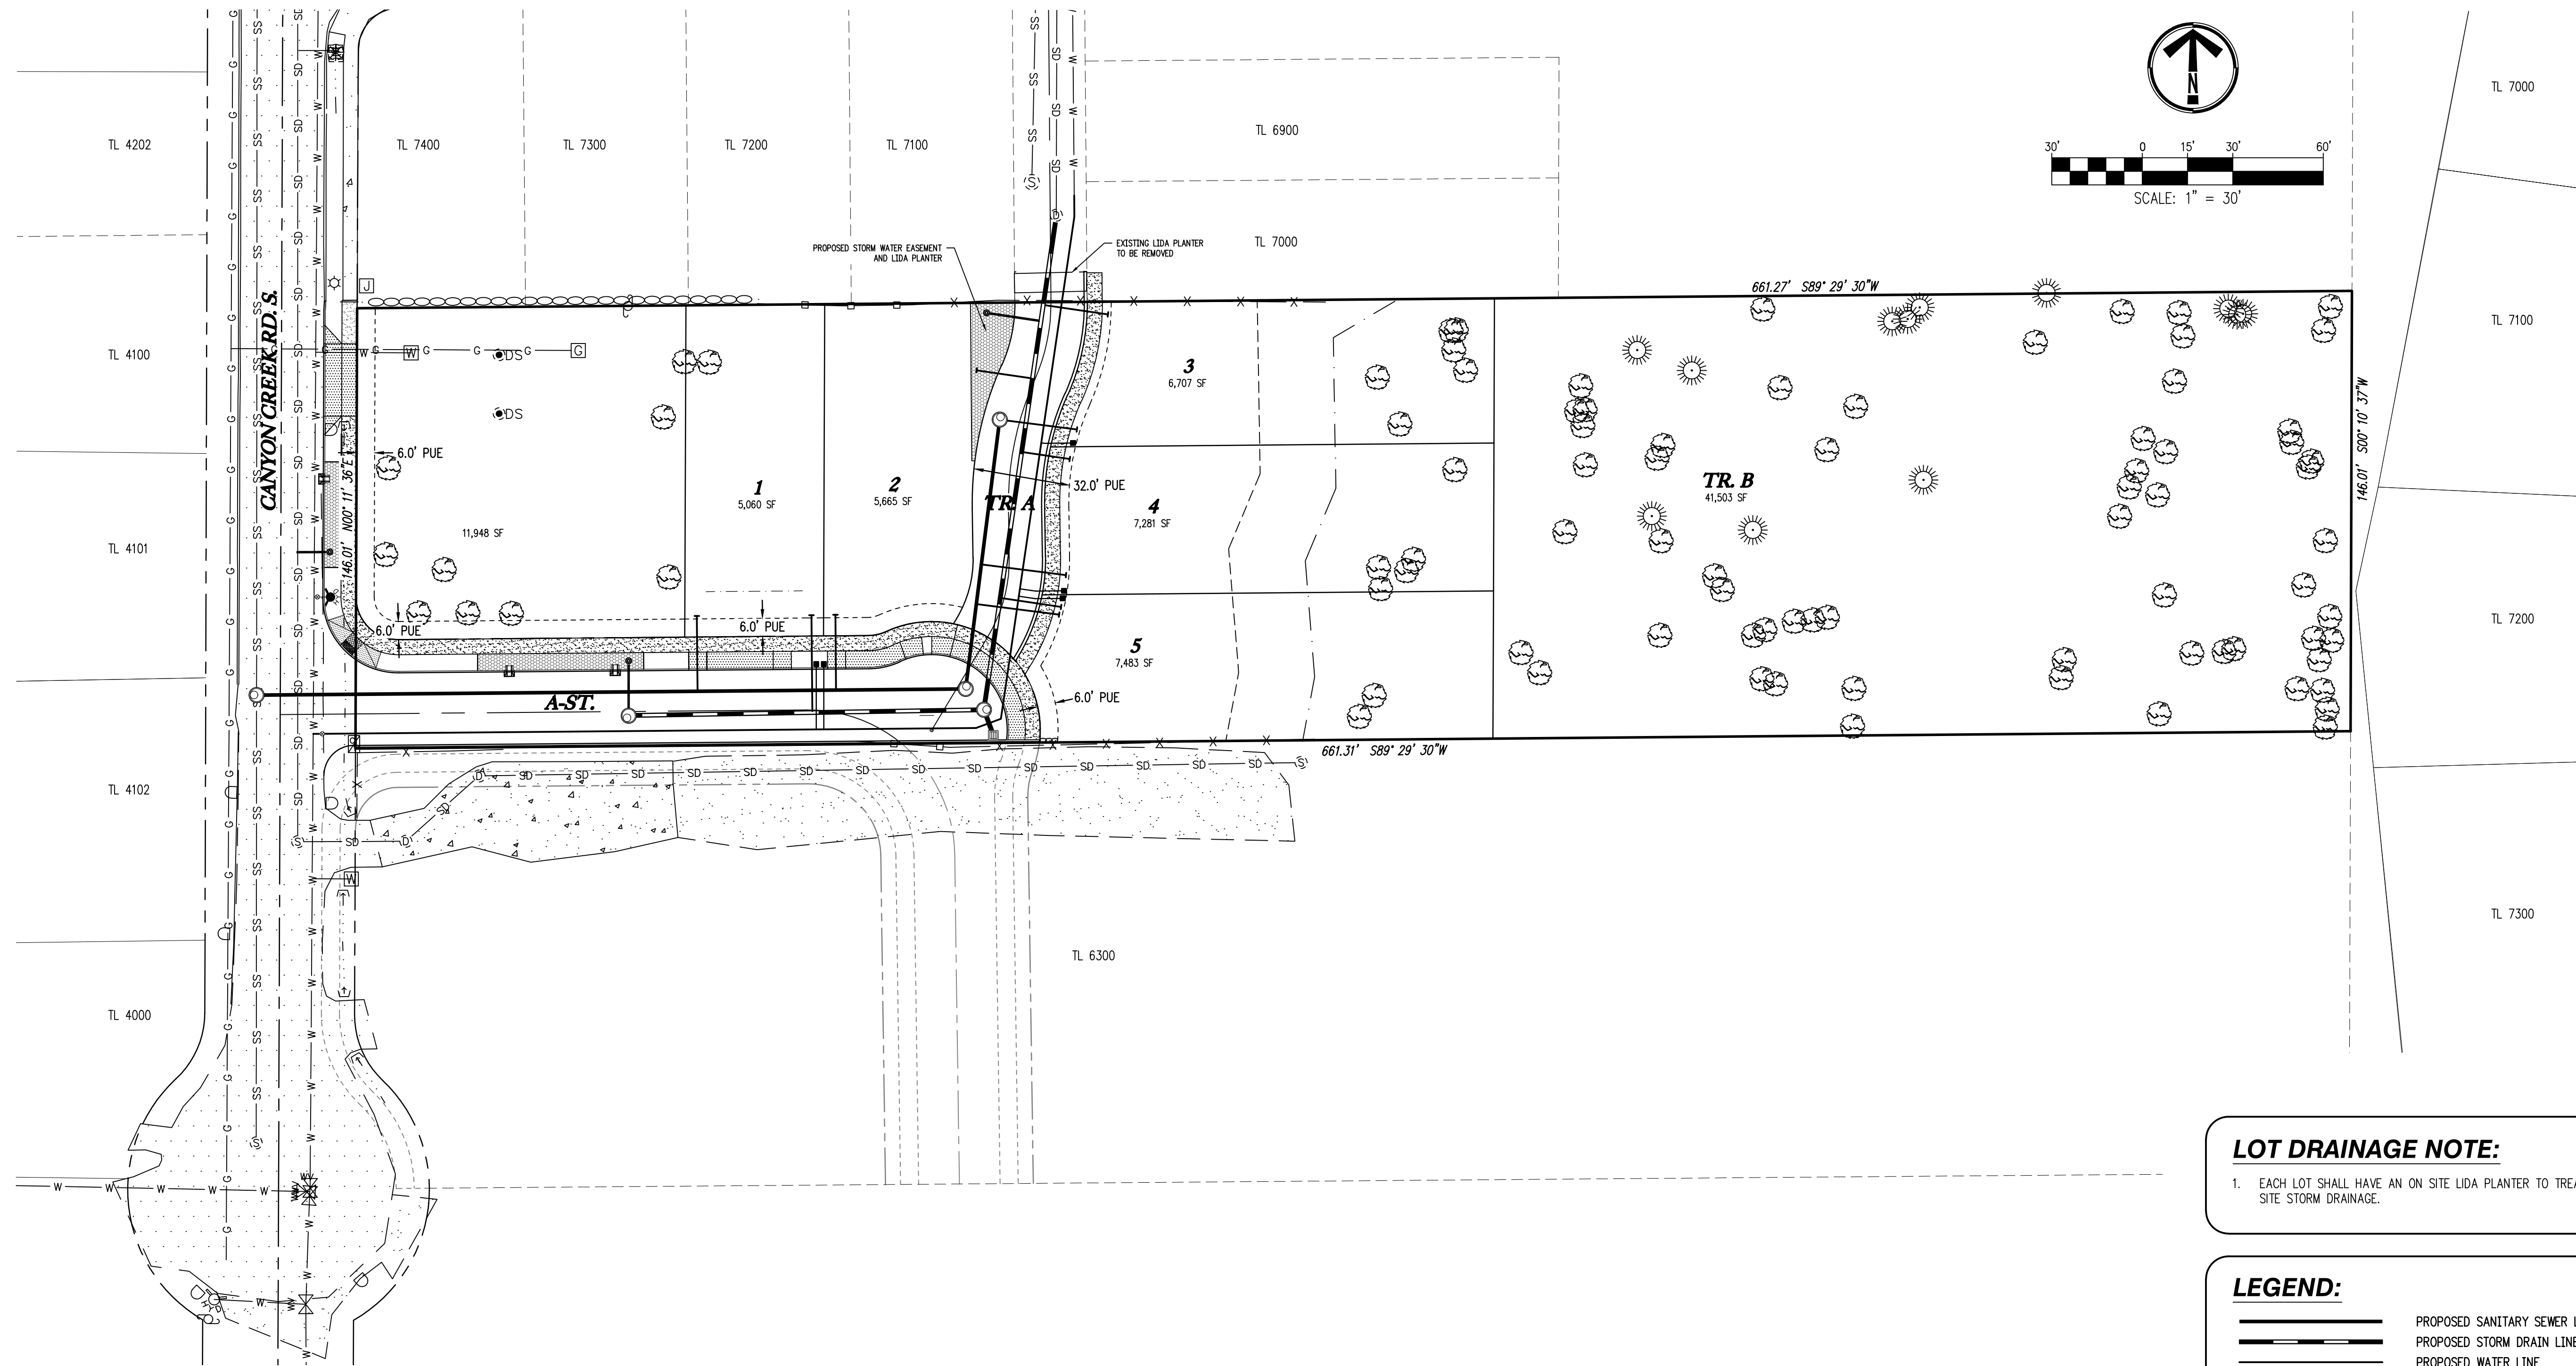 TL 4202
TL 7400
TL 7300
TL 7200
TL 7100
TL 6900
TL 7000
TL 7000
N
30' 0 15' 30' 60'
SCALE: 1" = 30'
PROPOSED STORM WATER EASEMENT
AND LIDA PLANTER
EXISTING LIDA PLANTER
TO BE REMOVED
661.27' S89° 29' 30"W
TL 4100
TL 4101
TL 4102
TL 4000
TL 7100
TL 7200
TL 7300
CANYON CREEK RD. S.
146.01' N00° 11' 36"E
146.01' S00° 10' 37"W
J
W
G
DS
DS
6.0' PUE
11,948 SF
1
5,060 SF
2
5,665 SF
TR. A
32.0' PUE
3
6,707 SF
4
7,281 SF
5
7,483 SF
TR. B
41,503 SF
6.0' PUE
6.0' PUE
6.0' PUE
A-ST.
661.31' S89° 29' 30"W
TL 6300
LOT DRAINAGE NOTE:
1. EACH LOT SHALL HAVE AN ON SITE LIDA PLANTER TO
SITE STORM DRAINAGE.
LEGEND:
PROPOSED SANITARY SEWER
PROPOSED STORM DRAIN LINE
PROPOSED WATER LINE